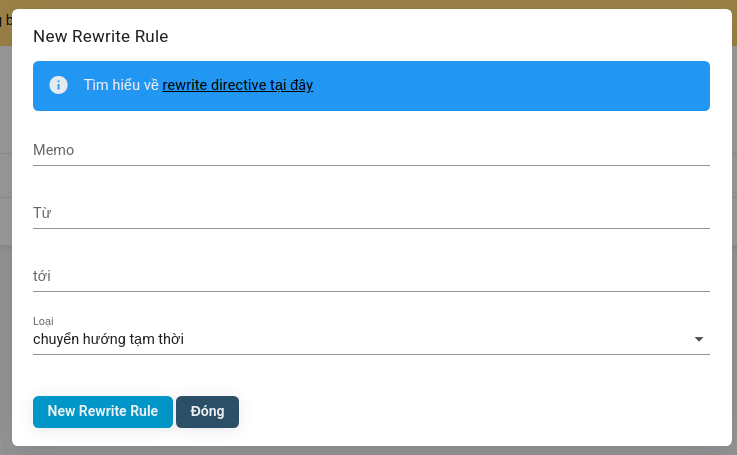 New Rewrite Rule
Tìm hiểu về rewrite directive tại đây
Memo
Từ
tới
Loại
chuyển hướng tạm thời
New Rewrite Rule
Đóng